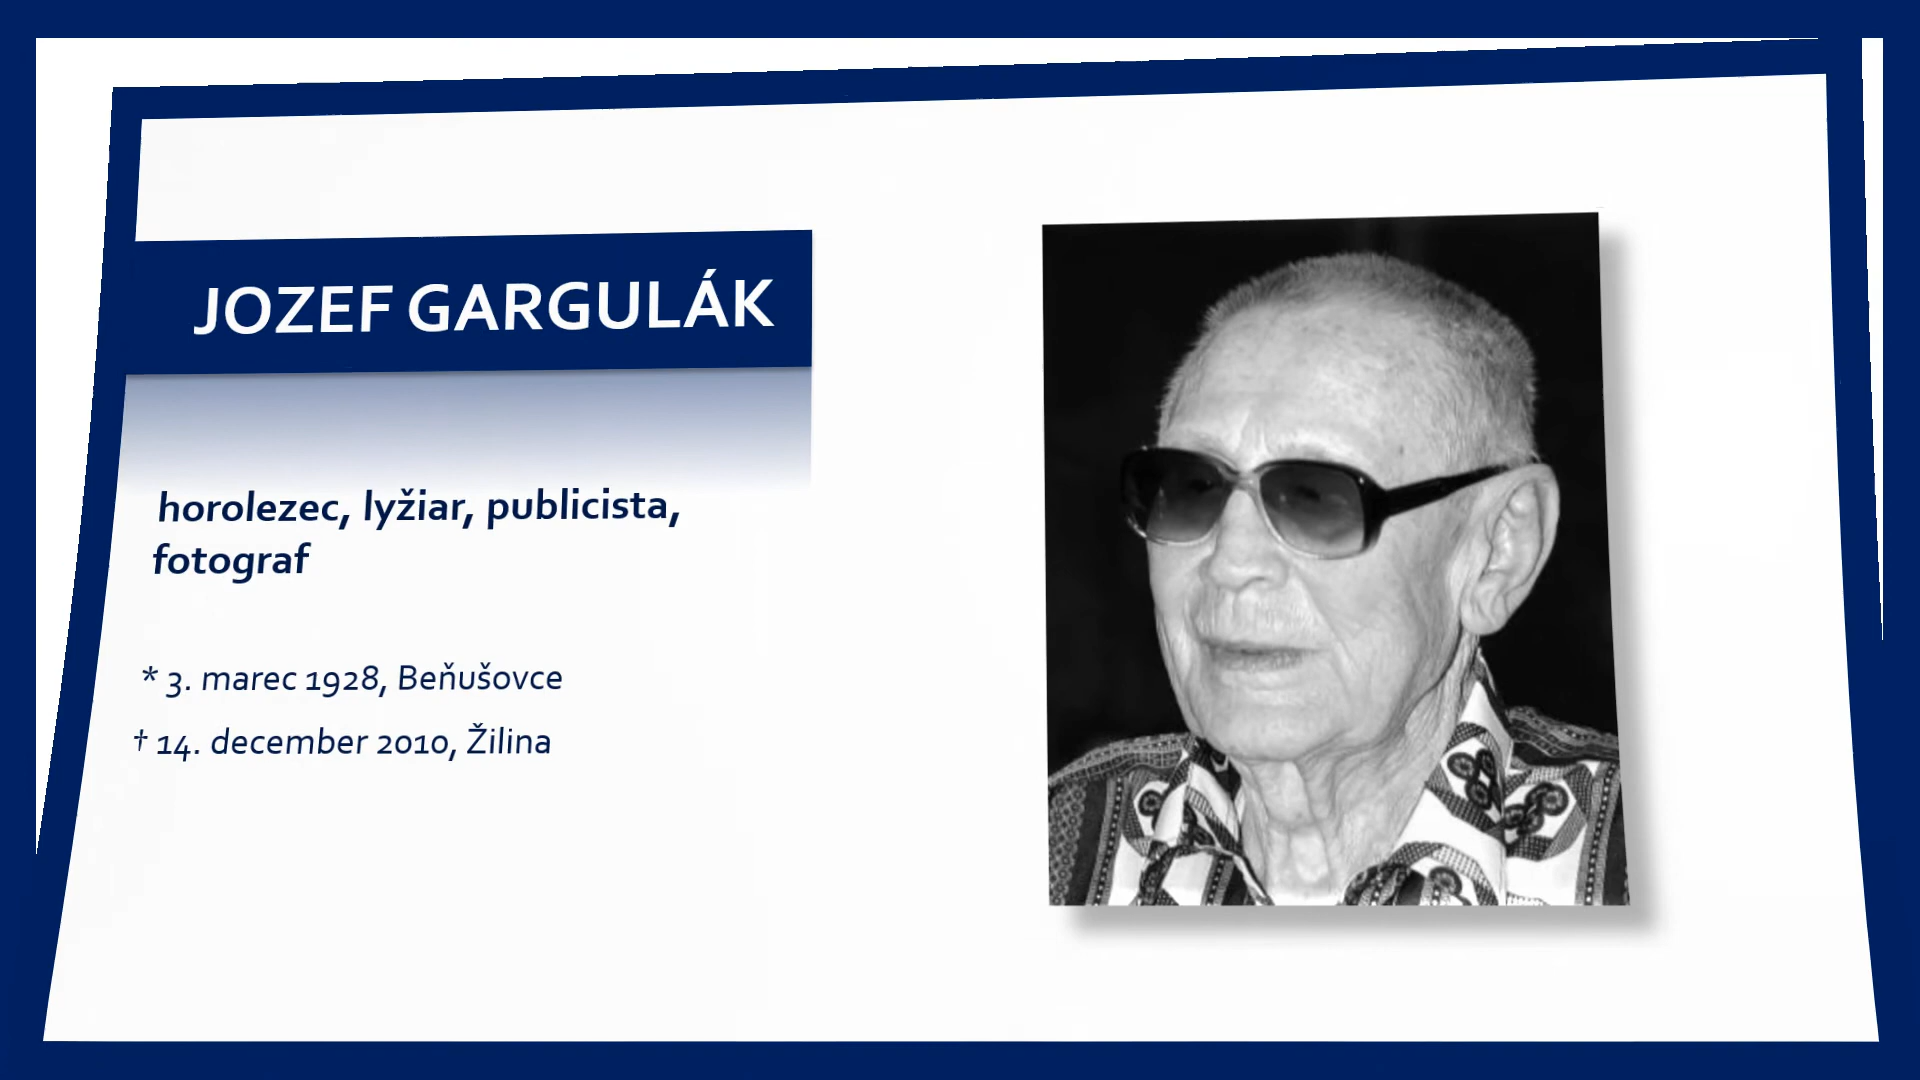 JOZEF GARGULÁK
horolezec, lyžiar, publicista,
fotograf
* 3. marec 1928, Beňušovce
† 14. december 2010, Žilina